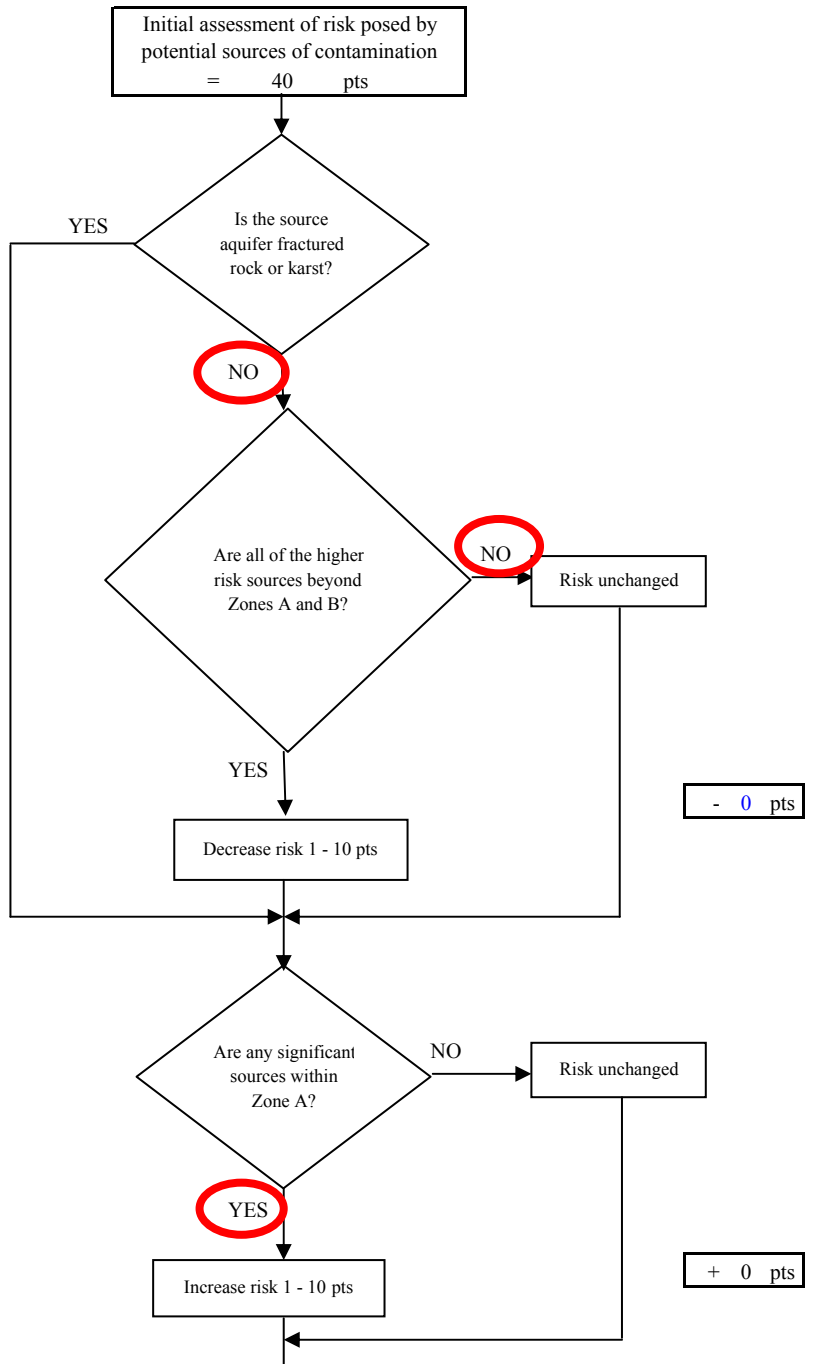 Initial assessment of risk posed by
potential sources of contamination
= 40 pts
YES
Is the source
aquifer fractured
rock or karst?
NO
Are all of the higher
risk sources beyond
Zones A and B?
NO
Risk unchanged
YES
- 0 pts
Decrease risk 1 - 10 pts
Are any significant
sources within
Zone A?
NO
Risk unchanged
YES
+ 0 pts
Increase risk 1 - 10 pts